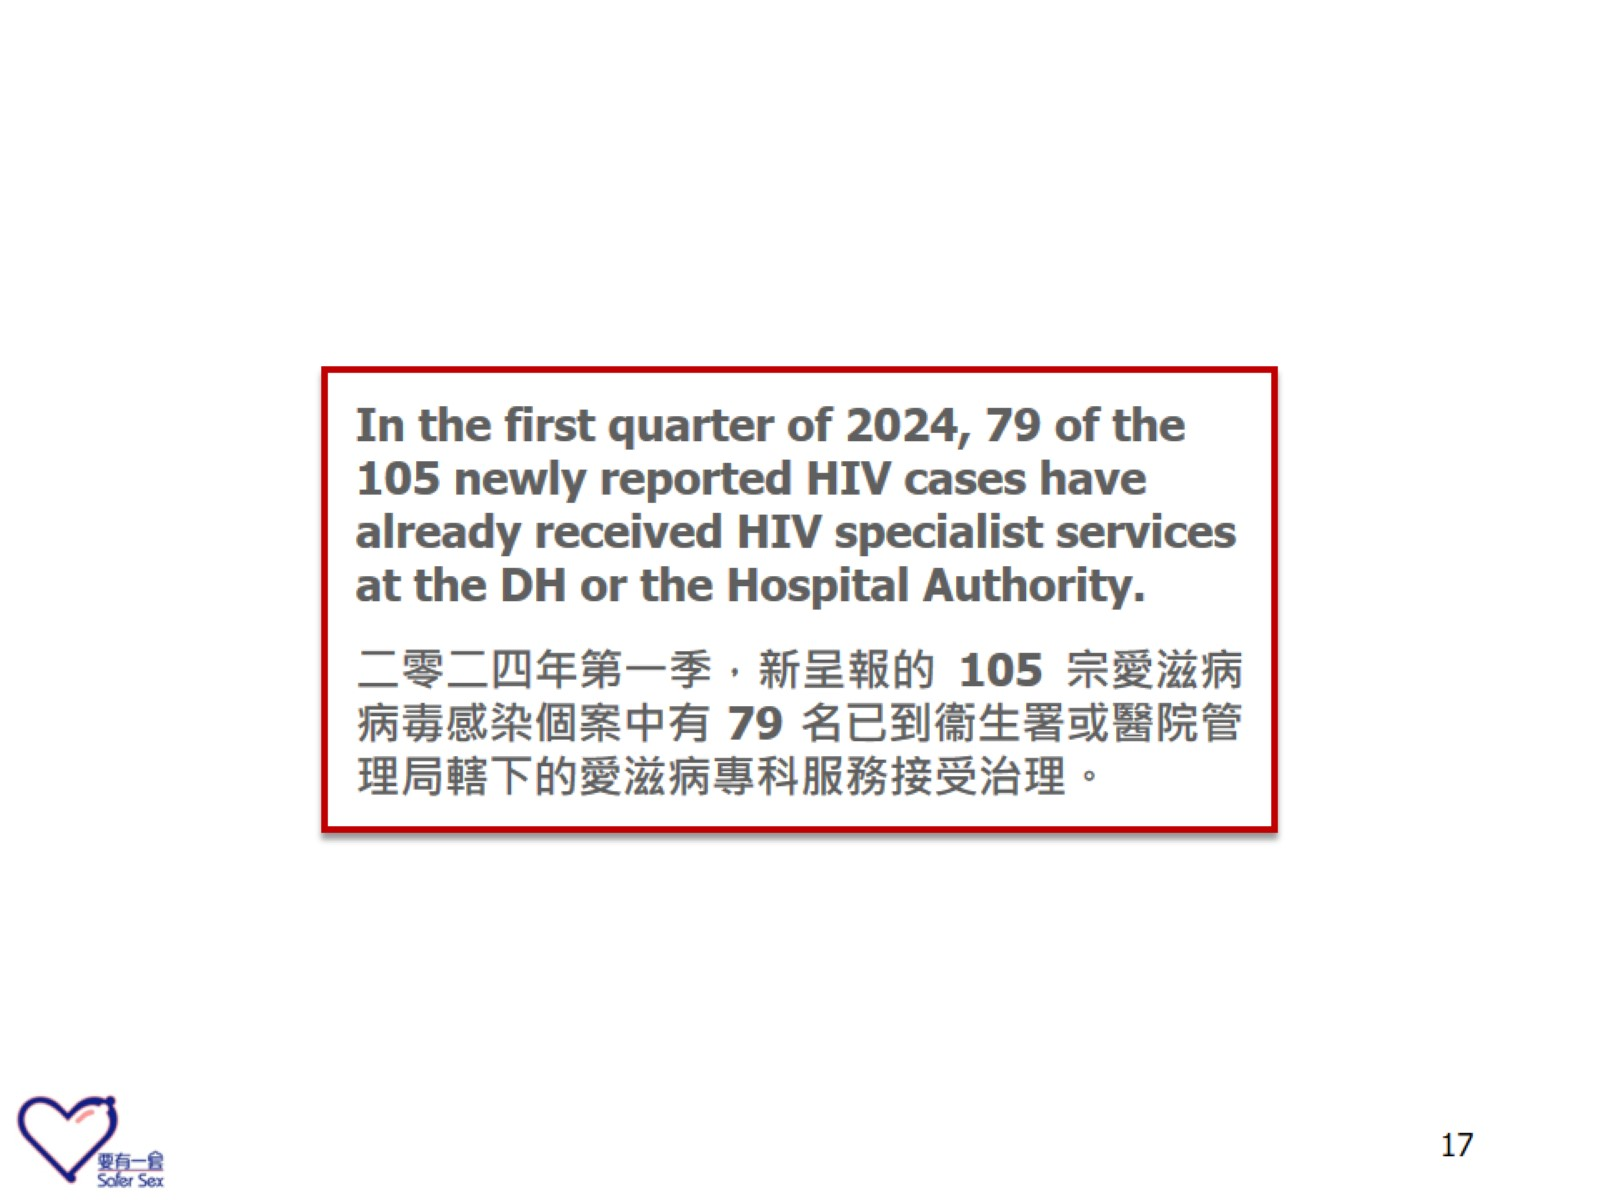 In the first quarter of 2024, 79 of the
105 newly reported HIV cases have
already received HIV specialist services
at the DH or the Hospital Authority.
二零二四年第一季，新呈報的 105 宗愛滋病
病毒感染個案中有 79 名已到衞生署或醫院管
理局轄下的愛滋病專科服務接受治理。
要有一套
Safer Sex
17